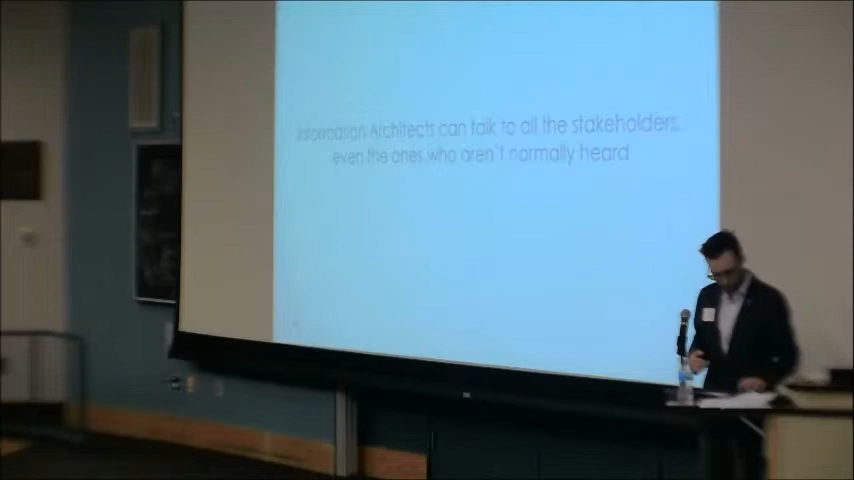 Information Architects can talk to all the stakeholders,
even the ones who aren't normally heard